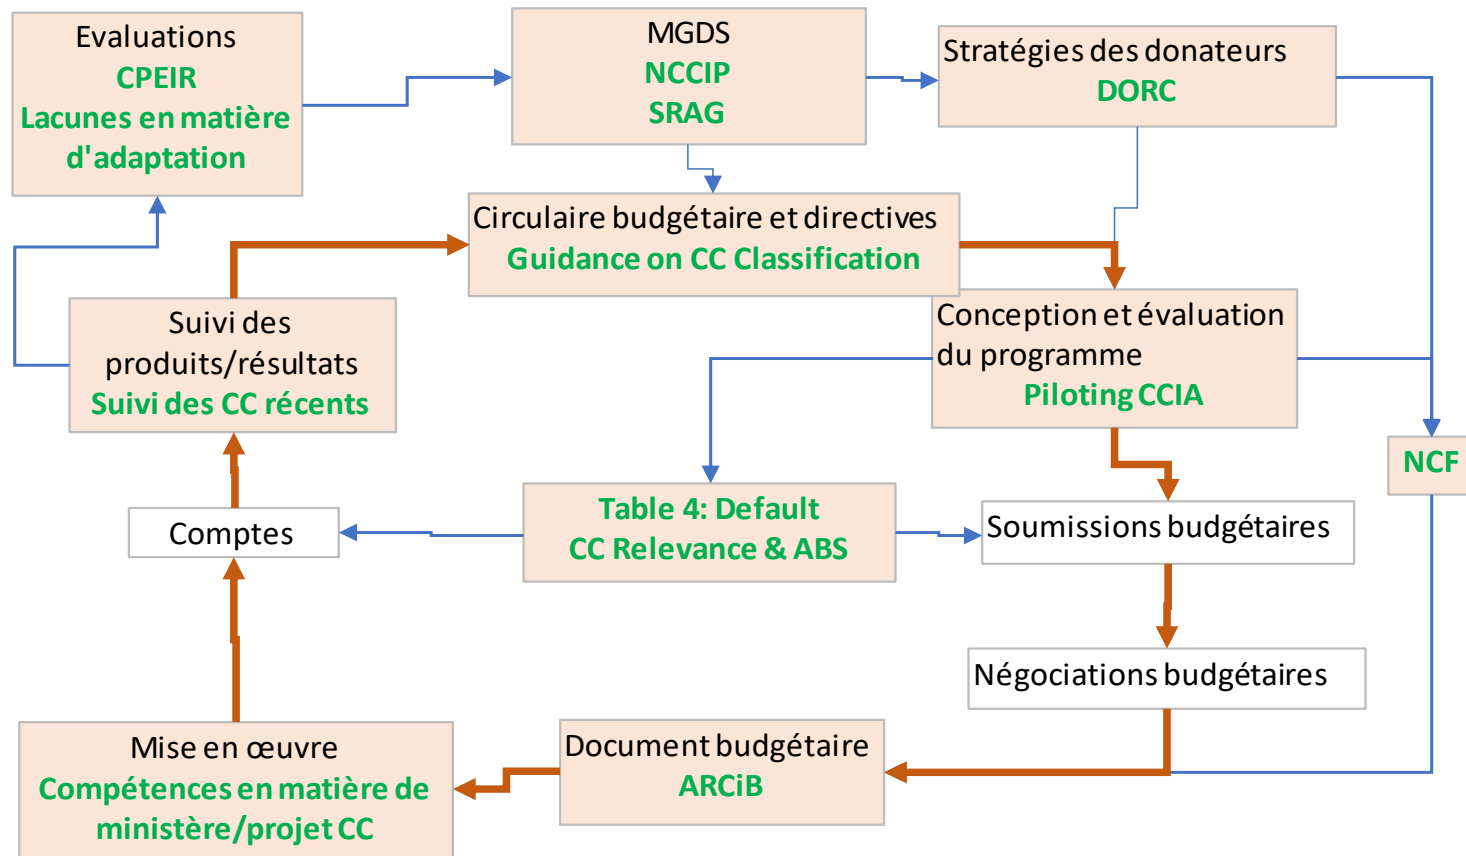 Evaluations
CPEIR
Lacunes en matière
d'adaptation
MGDS
NCCIP
SRAG
Stratégies des donateurs
DORC
Circulaire budgétaire et directives
Guidance on CC Classification
Suivi des
produits/résultats
Suivi des CC récents
Conception et évaluation
du programme
Piloting CCIA
NCF
Table 4: Default
CC Relevance & ABS
Comptes
Soumissions budgétaires
Négociations budgétaires
Mise en œuvre
Compétences en matière de
ministère/projet CC
Document budgétaire
ARCiB